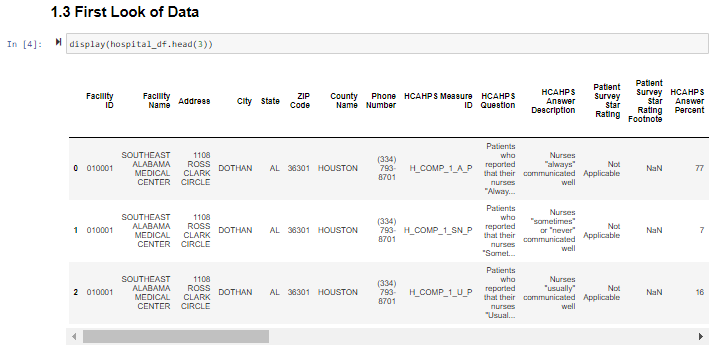 1.3 First Look of Data
In [4]: display(hospital_df.head(3))
Facility ID Facility Name Address City State ZIP Code County Name Phone Number HCAHPS Measure ID HCAHPS Question HCAHPS Answer Description Patient Survey Star Rating Patient Survey Star Rating Footnote HCAHPS Answer Percent
0 010001 SOUTHEAST ALABAMA MEDICAL CENTER 1108 ROSS CLARK CIRCLE DOTHAN AL 36301 HOUSTON (334) 793-8701 H_COMP_1_A_P Patients who reported that their nurses "Alway... Nurses "always" communicated well Not Applicable NaN 77
1 010001 SOUTHEAST ALABAMA MEDICAL CENTER 1108 ROSS CLARK CIRCLE DOTHAN AL 36301 HOUSTON (334) 793-8701 H_COMP_1_SN_P Patients who reported that their nurses "Somet... Nurses "sometimes" or "never" communicated well Not Applicable NaN 7
2 010001 SOUTHEAST ALABAMA MEDICAL CENTER 1108 ROSS CLARK CIRCLE DOTHAN AL 36301 HOUSTON (334) 793-8701 H_COMP_1_U_P Patients who reported that their nurses "Usual... Nurses "usually" communicated well Not Applicable NaN 16